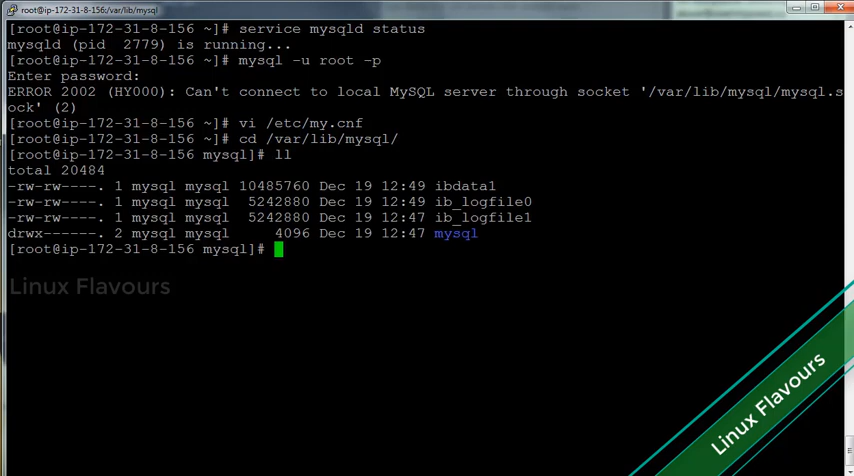 root@ip-172-31-8-156:/var/lib/mysql
[root@ip-172-31-8-156 ~]# service mysqld status
mysqld (pid  2779) is running...
[root@ip-172-31-8-156 ~]# mysql -u root -p
Enter password:
ERROR 2002 (HY000): Can't connect to local MySQL server through socket '/var/lib/mysql/mysql.s
ock' (2)
[root@ip-172-31-8-156 ~]# vi /etc/my.cnf
[root@ip-172-31-8-156 ~]# cd /var/lib/mysql/
[root@ip-172-31-8-156 mysql]# ll
total 20484
-rw-rw----. 1 mysql mysql 10485760 Dec 19 12:49 ibdata1
-rw-rw----. 1 mysql mysql  5242880 Dec 19 12:49 ib_logfile0
-rw-rw----. 1 mysql mysql  5242880 Dec 19 12:47 ib_logfile1
drwx------. 2 mysql mysql     4096 Dec 19 12:47 mysql
[root@ip-172-31-8-156 mysql]#
Linux Flavours
Linux Flavours